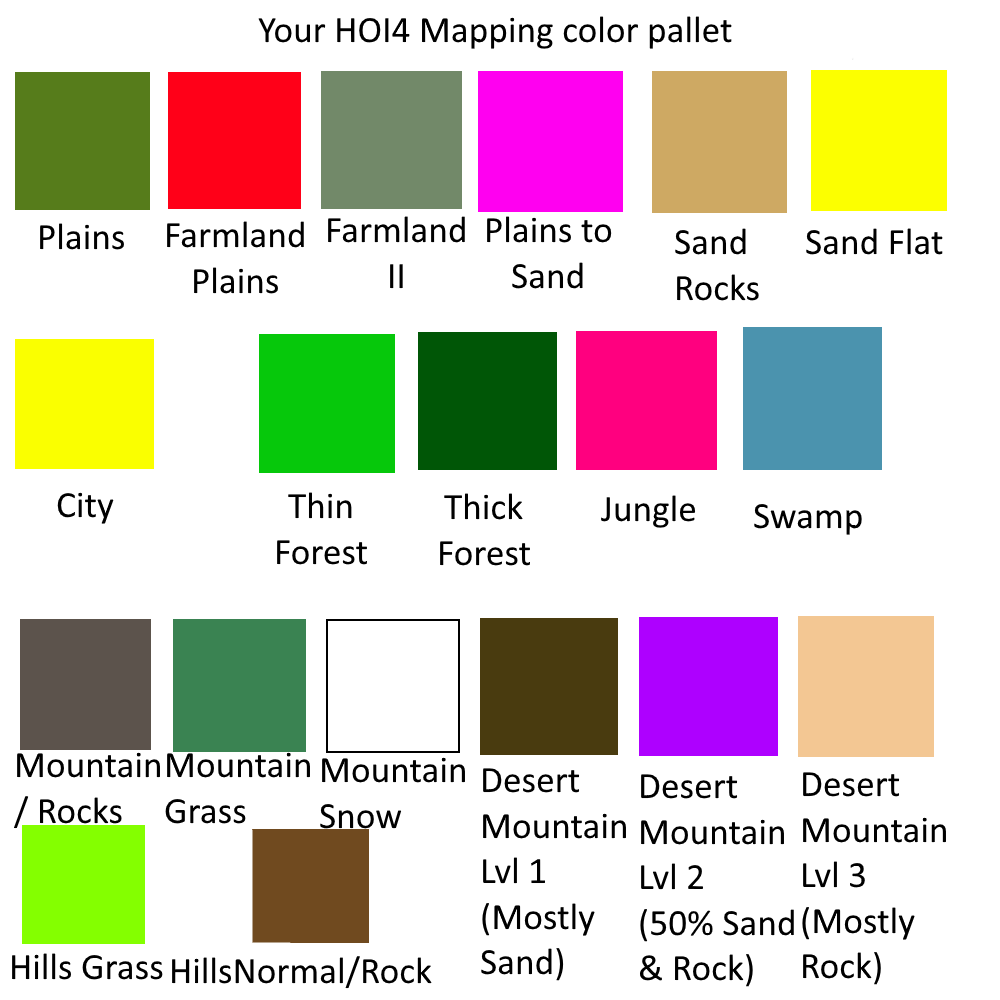 Your HOI4 Mapping color pallet
Plains
Farmland
Plains
Farmland
II
Plains to
Sand
Sand
Rocks
Sand Flat
City
Thin
Forest
Thick
Forest
Jungle
Swamp
Mountain
/ Rocks
Mountain
Grass
Mountain
Snow
Desert
Mountain
Lvl 1
(Mostly
Sand)
Desert
Mountain
Lvl 2
(50% Sand
& Rock)
Desert
Mountain
Lvl 3
(Mostly
Rock)
Hills Grass
HillsNormal/Rock